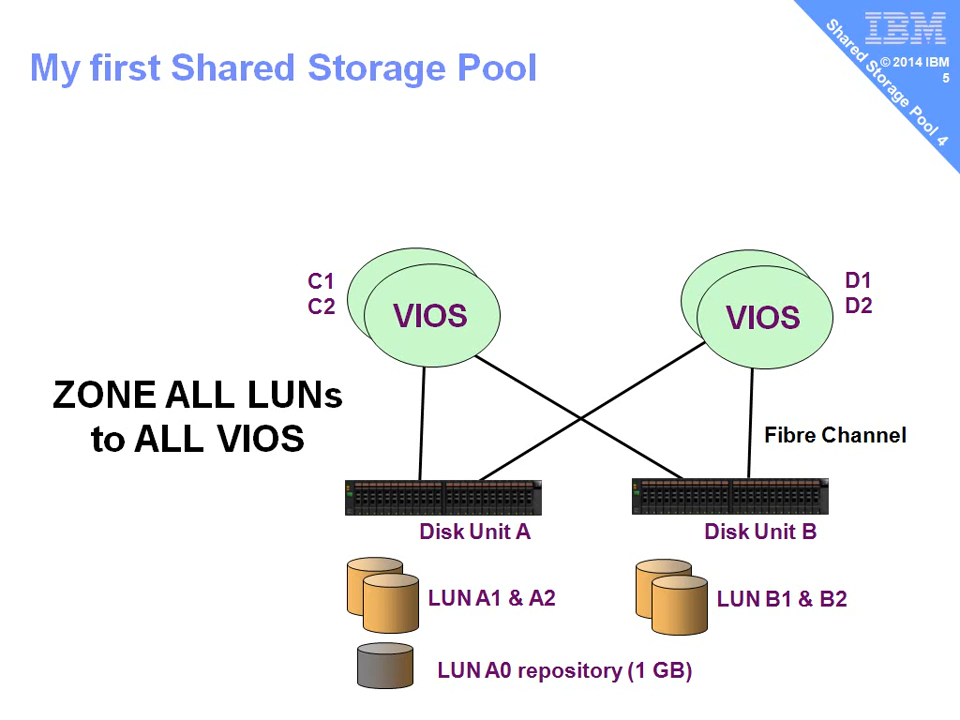 My first Shared Storage Pool
IBM
© 2014 IBM
5
Shared Storage Pool 4
C1
C2
VIOS
VIOS
D1
D2
ZONE ALL LUNs
to ALL VIOS
Fibre Channel
Disk Unit A
Disk Unit B
LUN A1 & A2
LUN B1 & B2
LUN A0 repository (1 GB)